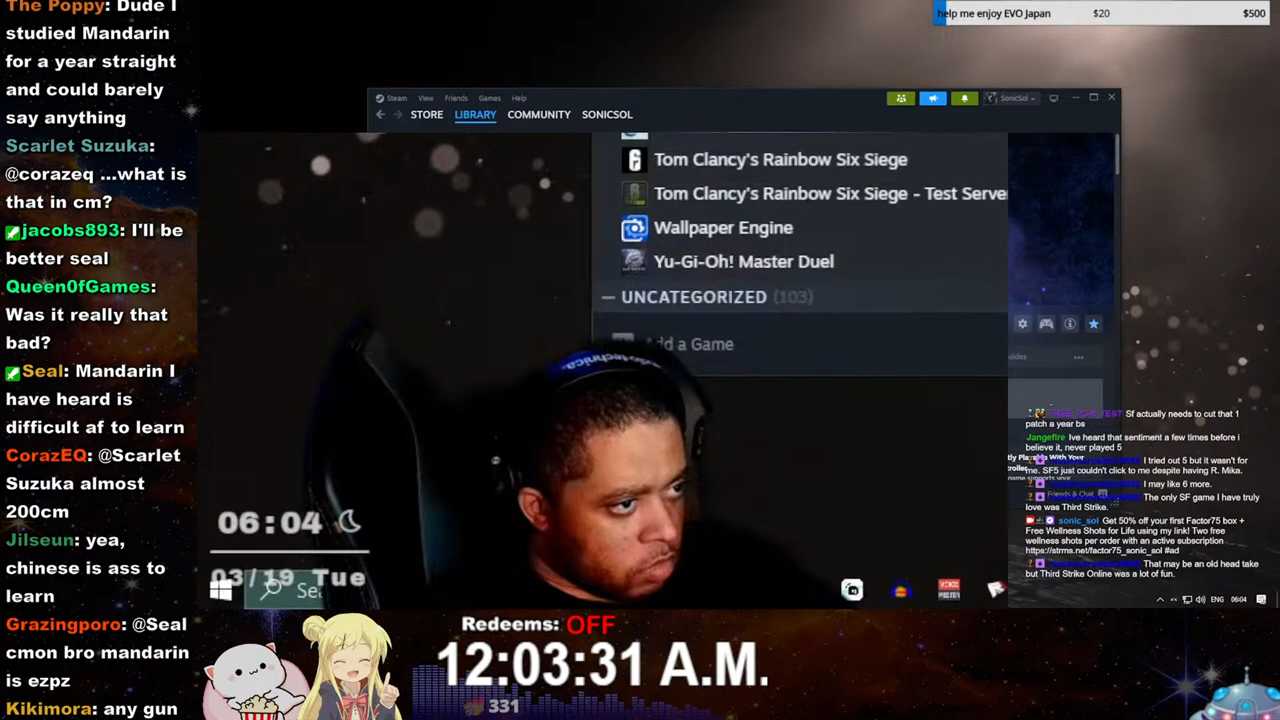 The Poppy: Dude I
studied Mandarin
for a year straight
and could barely
say anything
Scarlet Suzuka:
@corazeq ...what is
that in cm?
jacobs893: I'll be
better seal
Queen0fGames:
Was it really that
bad?
Seal: Mandarin I
have heard is
difficult af to learn
CorazEQ: @Scarlet
Suzuka almost
200cm
Jilseun: yea,
chinese is ass to
learn
Grazingporo: @Seal
cmon bro mandarin
is ezpz
Kikimora: any gun
help me enjoy EVO Japan $20 $500
Steam View Friends Games Help
SonicSol
STORE LIBRARY COMMUNITY SONICSOL
Tom Clancy's Rainbow Six Siege
Tom Clancy's Rainbow Six Siege - Test Serve
Wallpaper Engine
Yu-Gi-Oh! Master Duel
— UNCATEGORIZED (103)
Add a Game
technica
06:04
03/19 Tue
Sea
Sf actually needs to cut that 1
patch a year bs
Jangefire Ive heard that sentiment a few times before i
believe it, never played 5
I tried out 5 but it wasn't for
me. SF5 just couldn't click to me despite having R. Mika.
I may like 6 more.
Friends & Chat
The only SF game I have truly
love was Third Strike.
sonic_sol Get 50% off your first Factor75 box +
Free Wellness Shots for Life using my link! Two free
wellness shots per order with an active subscription
https://strms.net/factor75_sonic_sol #ad
That may be an old head take
but Third Strike Online was a lot of fun.
ENG 06:04
Redeems: OFF
12:03:31 A.M.
331